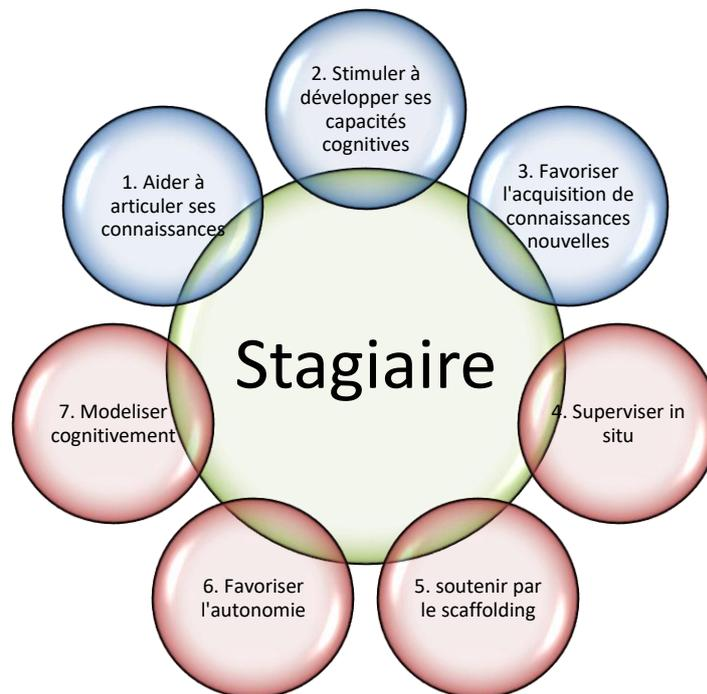 2. Stimuler à
développer ses
capacités
cognitives
1. Aider à
articuler ses
connaissances
3. Favoriser
l'acquisition de
connaissances
nouvelles
Stagiaire
7. Modeliser
cognitivement
4. Superviser in
situ
6. Favoriser
l'autonomie
5. soutenir par
le scaffolding